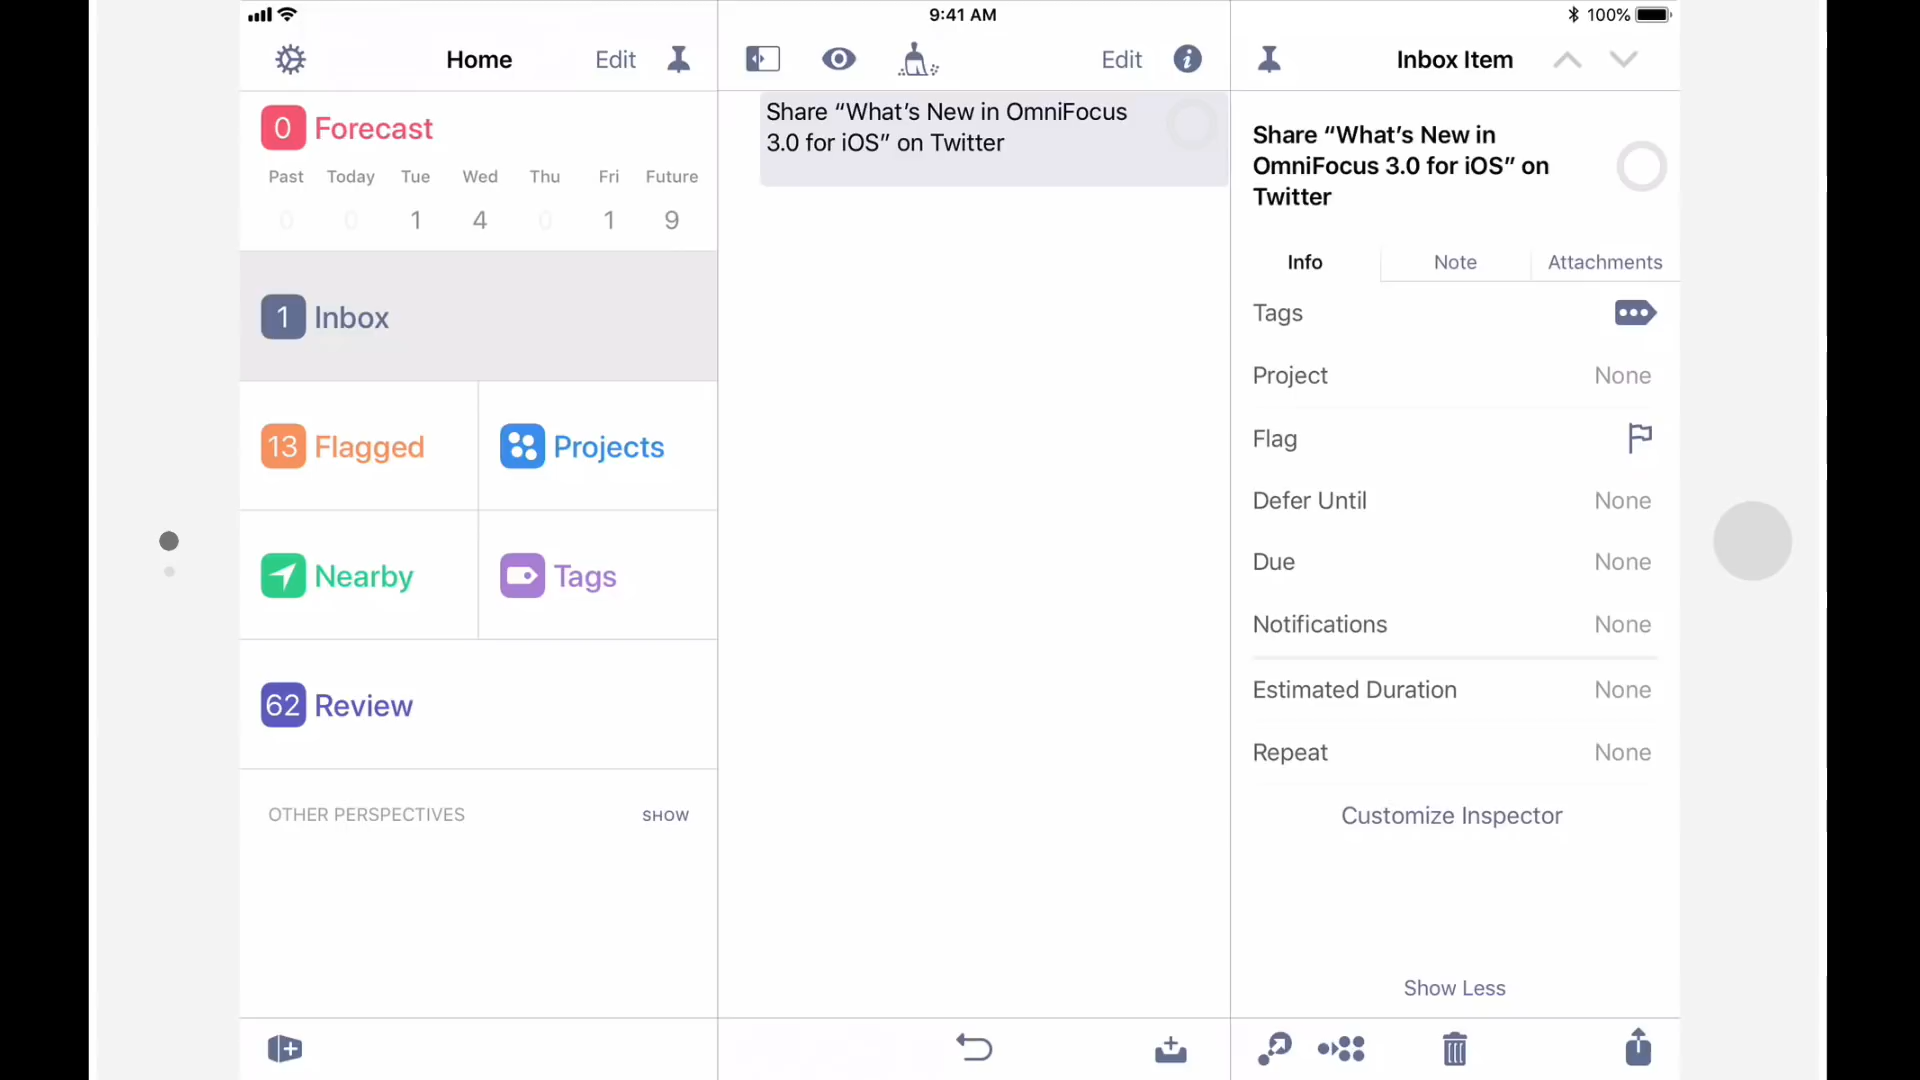 9:41 AM
100%
Home
Edit
Edit
Inbox Item
0 Forecast
Past Today Tue Wed Thu Fri Future
0 0 1 4 0 1 9
1 Inbox
13 Flagged
Projects
Nearby
Tags
62 Review
OTHER PERSPECTIVES
SHOW
Share “What’s New in OmniFocus
3.0 for iOS” on Twitter
Share “What’s New in
OmniFocus 3.0 for iOS” on
Twitter
Info
Note
Attachments
Tags
Project None
Flag
Defer Until None
Due None
Notifications None
Estimated Duration None
Repeat None
Customize Inspector
Show Less